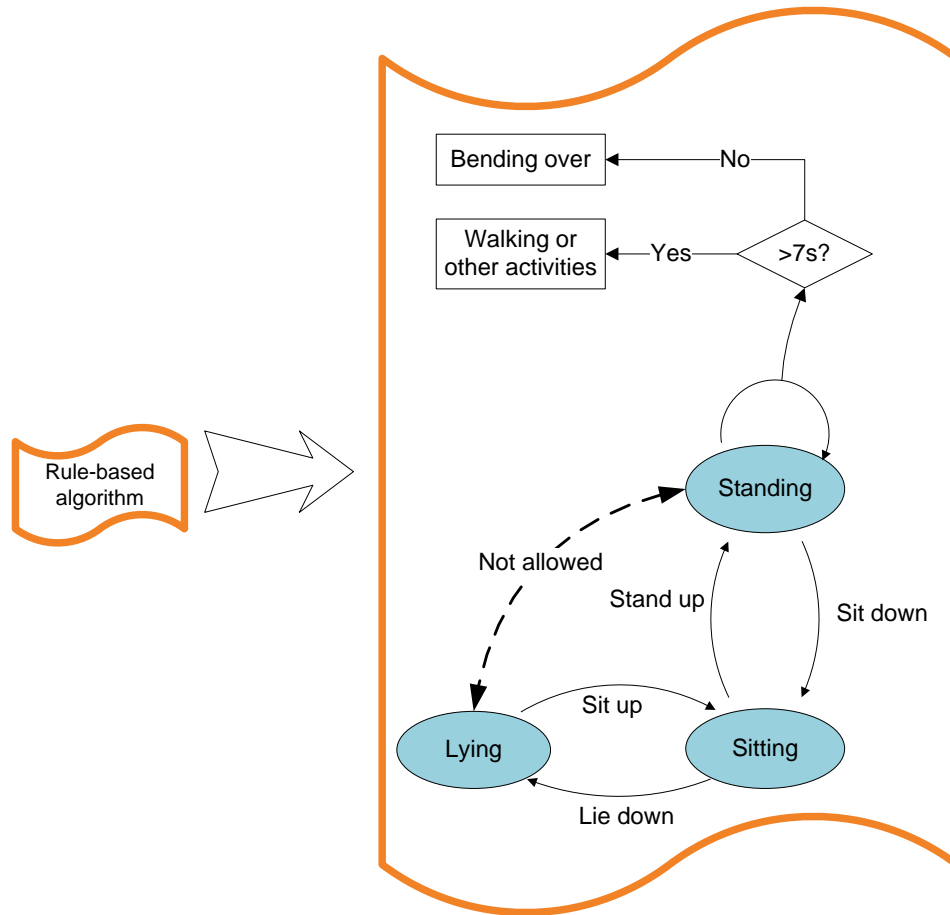 Bending over
No
Walking or
other activities
Yes
>7s?
Rule-based
algorithm
Standing
Not allowed
Stand up
Sit down
Sit up
Lying
Sitting
Lie down